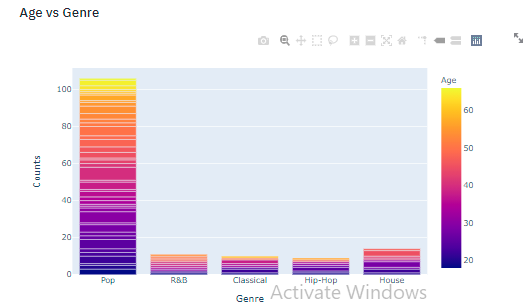 Age vs Genre
Age
100
80
60
40
20
0
Counts
60
50
40
30
20
Pop R&B Classical Hip-Hop House
Genre
Activate Windows